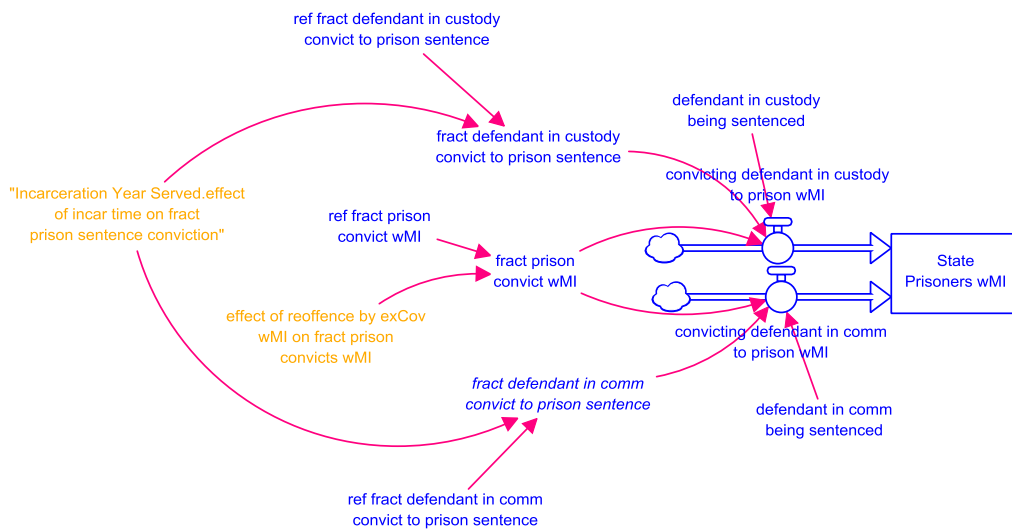 ref fract defendant in custody
convict to prison sentence
defendant in custody
being sentenced
fract defendant in custody
convict to prison sentence
convicting defendant in custody
to prison wMI
"Incarceration Year Served.effect
of incar time on fract
prison sentence conviction"
ref fract prison
convict wMI
fract prison
convict wMI
State
Prisoners wMI
effect of reoffence by exCov
wMI on fract prison
convicts wMI
convicting defendant in comm
to prison wMI
fract defendant in comm
convict to prison sentence
defendant in comm
being sentenced
ref fract defendant in comm
convict to prison sentence